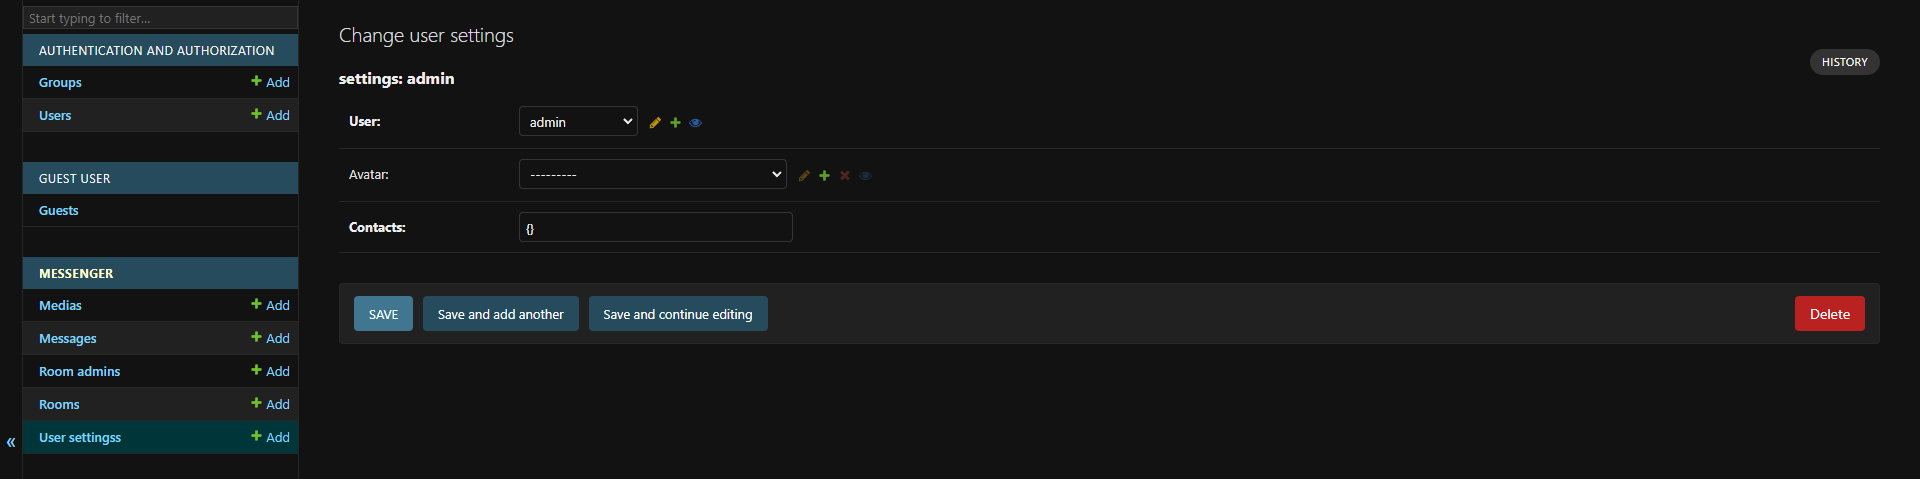 Start typing to filter...
AUTHENTICATION AND AUTHORIZATION
Groups + Add
Users + Add
GUEST USER
Guests
MESSENGER
Medias + Add
Messages + Add
Room admins + Add
Rooms + Add
User settingss + Add
«
Change user settings
HISTORY
settings: admin
User: admin
Avatar: ---------
Contacts: {}
SAVE Save and add another Save and continue editing Delete